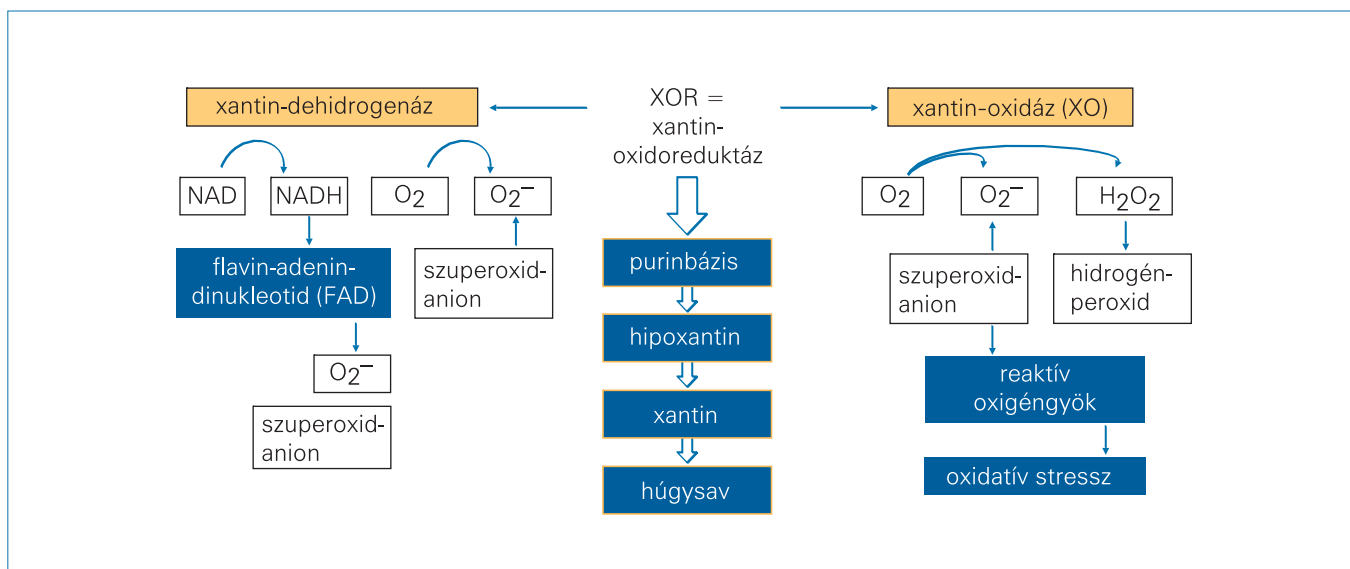 xantin-dehidrogenáz
NAD
NADH
O₂
O₂⁻
flavin-adenin-
dinukleotid (FAD)
szuperoxid-
anion
O₂⁻
szuperoxid-
anion
XOR =
xantin-
oxidoreduktáz
purinbázis
hipoxantin
xantin
húgysav
xantin-oxidáz (XO)
O₂
O₂⁻
H₂O₂
szuperoxid-
anion
hidrogén-
peroxid
reaktív
oxigéngyök
oxidatív stressz